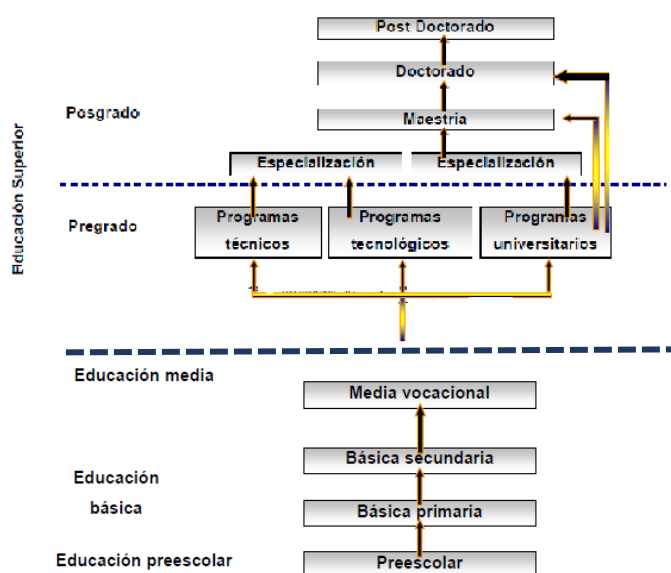 Post Doctorado
Doctorado
Posgrado
Maestría
Especialización
Especialización
Educación Superior
Pregrado
Programas
técnicos
Programas
tecnológicos
Programas
universitarios
Educación media
Media vocacional
Básica secundaria
Educación
básica
Básica primaria
Educación preescolar
Preescolar